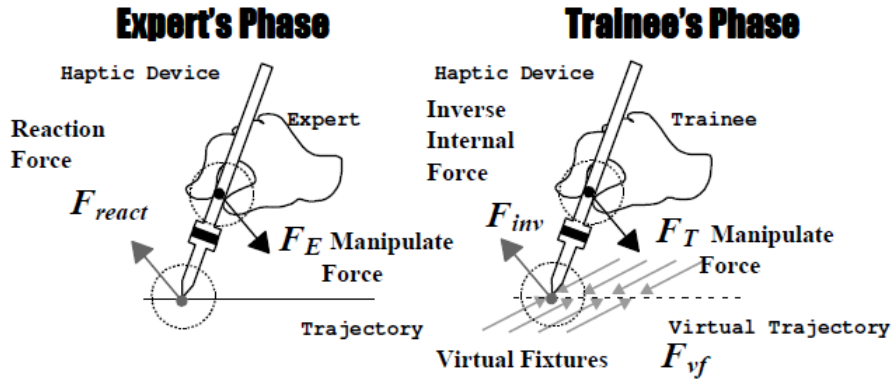 Expert's Phase
Haptic Device
Expert
Reaction
Force
F_react
F_E Manipulate
Force
Trajectory
Trainee's Phase
Haptic Device
Inverse
Internal
Force
Trainee
F_inv
F_T Manipulate
Force
Virtual Trajectory
Virtual Fixtures
F_vf